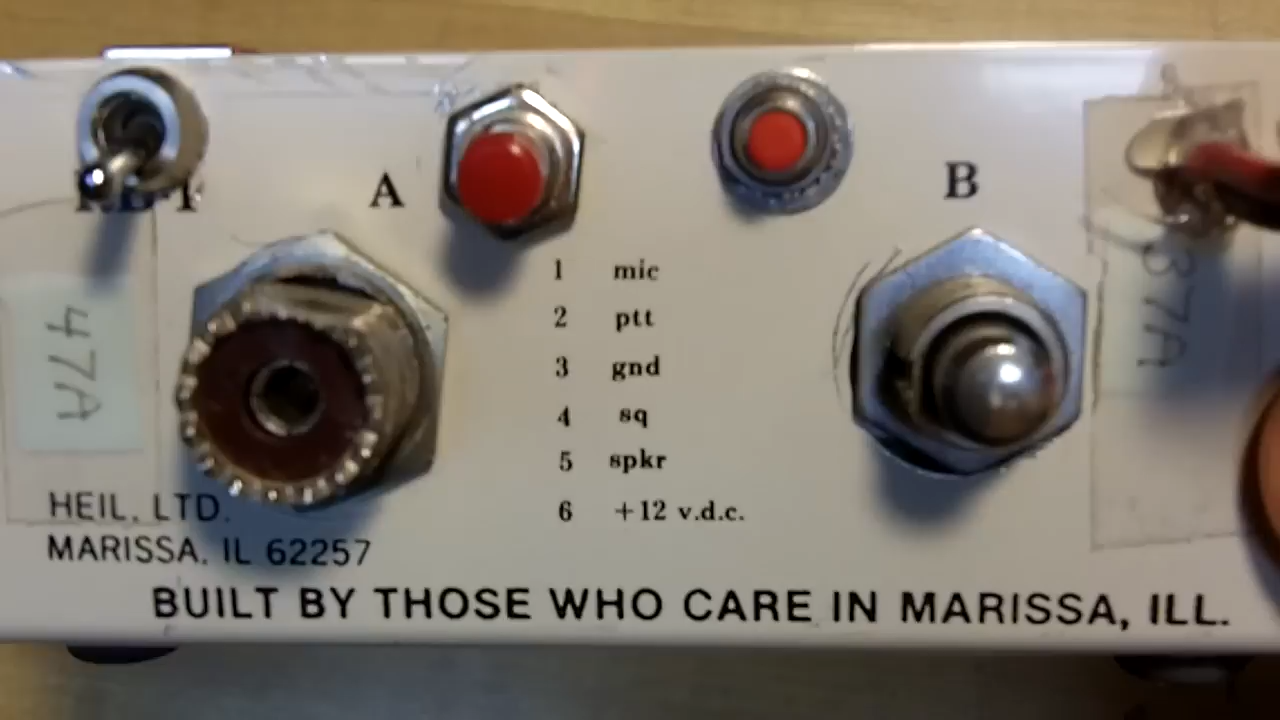 A
B
1 mic
2 ptt
3 gnd
4 sq
5 spkr
6 +12 v.d.c.
47A
37A
HEIL, LTD.
MARISSA, IL 62257
BUILT BY THOSE WHO CARE IN MARISSA, ILL.